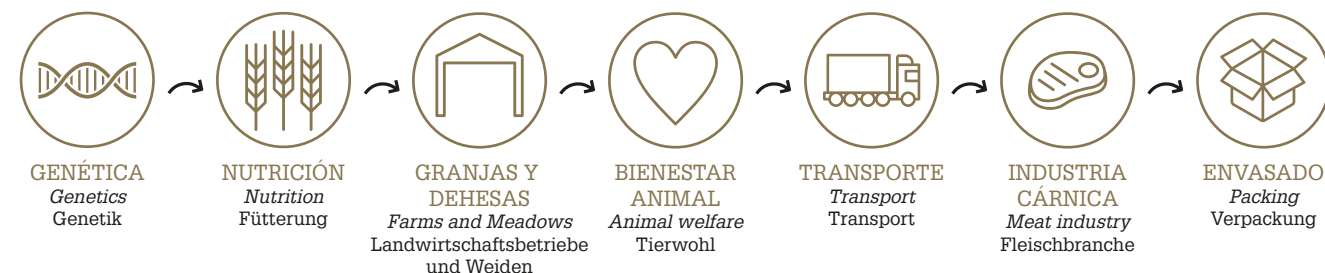 GENÉTICA
Genetics
Genetik
NUTRICIÓN
Nutrition
Fütterung
GRANJAS Y
DEHESAS
Farms and Meadows
Landwirtschaftsbetriebe
und Weiden
BIENESTAR
ANIMAL
Animal welfare
Tierwohl
TRANSPORTE
Transport
Transport
INDUSTRIA
CÁRNICA
Meat industry
Fleischbranche
ENVASADO
Packing
Verpackung